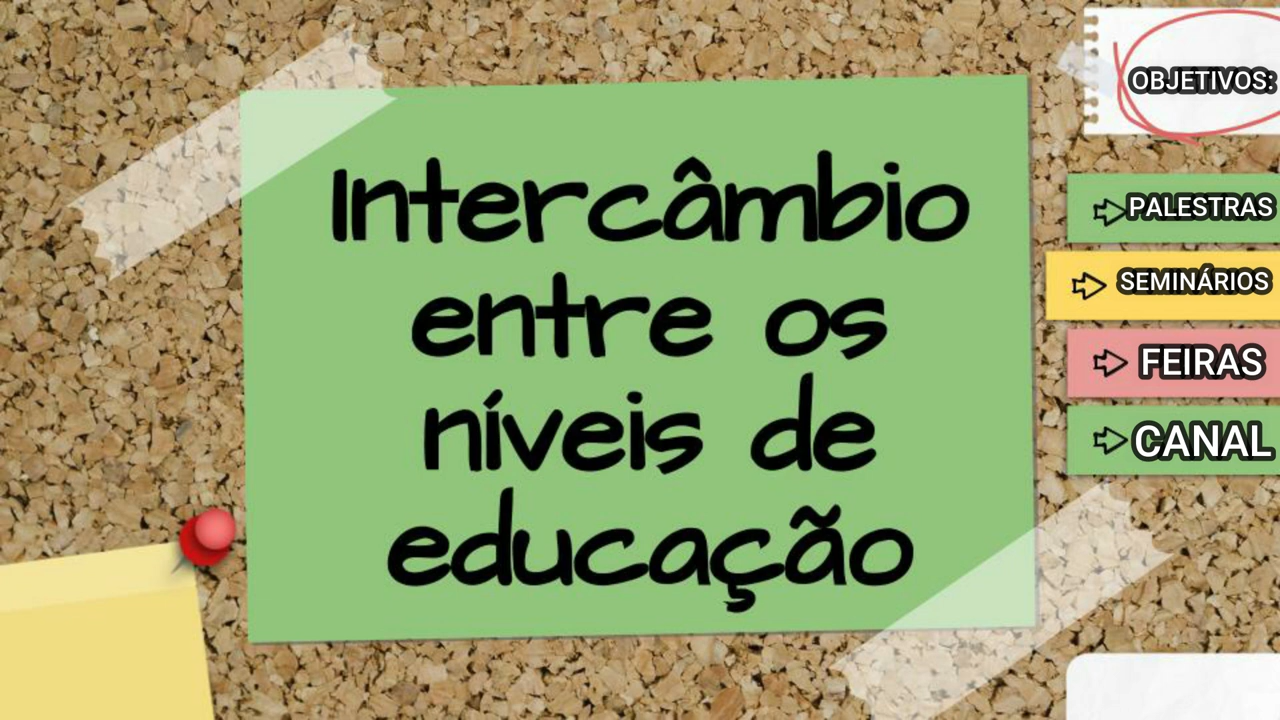 Intercâmbio
entre os
níveis de
educação
OBJETIVOS:
PALESTRAS
SEMINÁRIOS
FEIRAS
CANAL